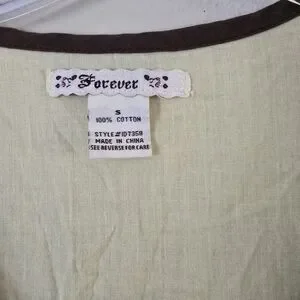 Forever
S
100% COTTON
STYLE#ID7358
MADE IN CHINA
SEE REVERSE FOR CARE